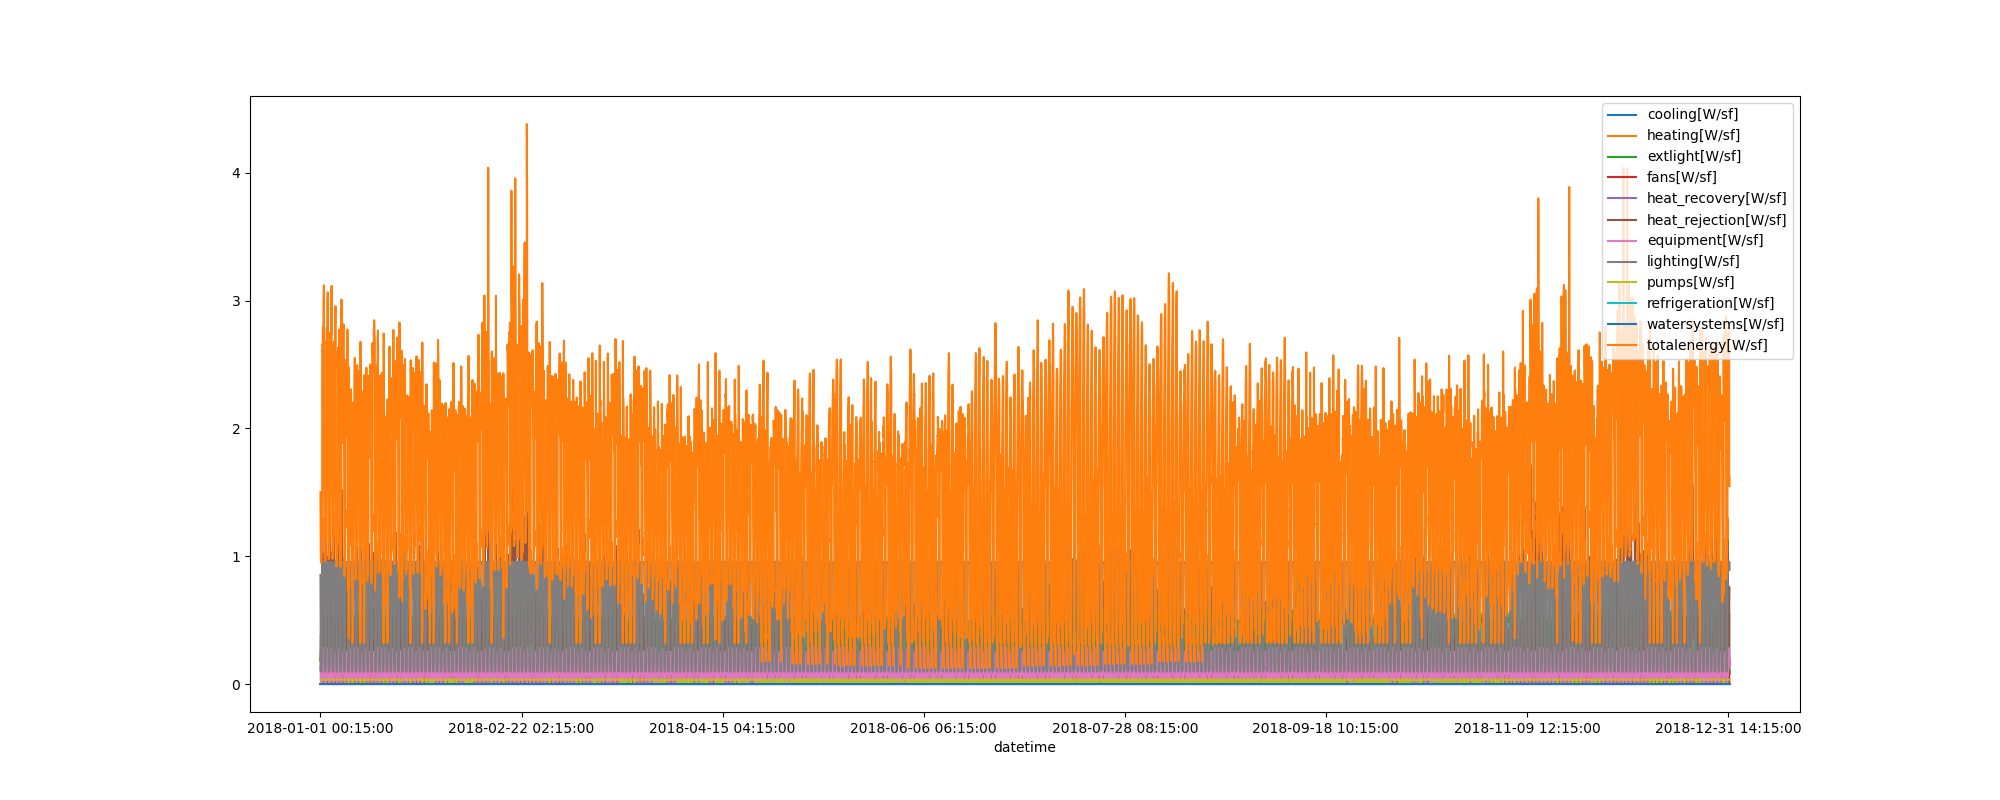 cooling[W/sf]
heating[W/sf]
extlight[W/sf]
fans[W/sf]
heat_recovery[W/sf]
heat_rejection[W/sf]
equipment[W/sf]
lighting[W/sf]
pumps[W/sf]
refrigeration[W/sf]
watersystems[W/sf]
totalenergy[W/sf]
4
3
2
1
0
2018-01-01 00:15:00 2018-02-22 02:15:00 2018-04-15 04:15:00 2018-06-06 06:15:00 2018-07-28 08:15:00 2018-09-18 10:15:00 2018-11-09 12:15:00 2018-12-31 14:15:00
datetime